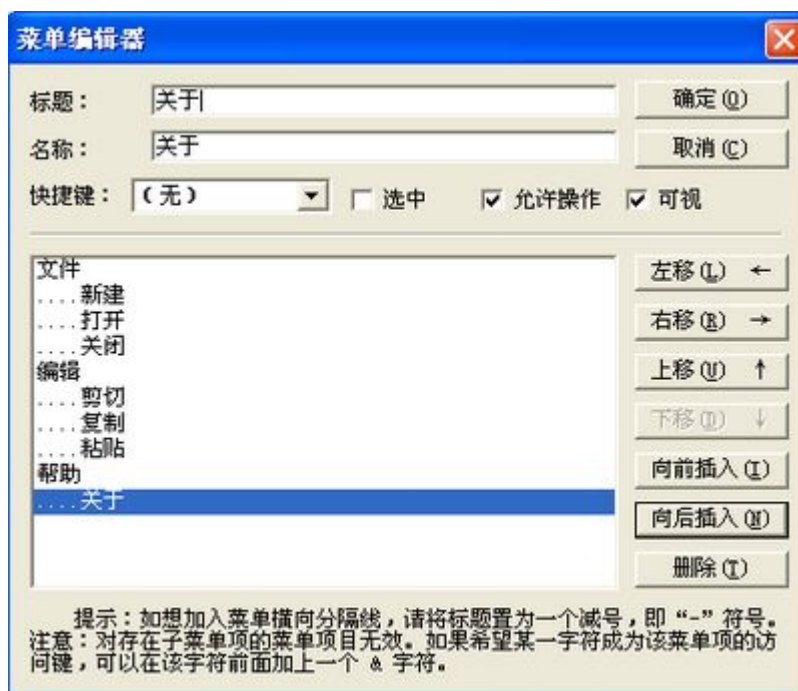 菜单编辑器
标题：
关于
确定(O)
名称：
关于
取消(C)
快捷键：
(无)
选中
允许操作
可视
文件
....新建
....打开
....关闭
编辑
....剪切
....复制
....粘贴
帮助
....关于
左移(L) ←
右移(R) →
上移(U) ↑
下移(D) ↓
向前插入(I)
向后插入(N)
删除(T)
提示：如想加入菜单横向分隔线，请将标题置为一个减号，即“-”符号。
注意：对存在子菜单项的菜单项目无效。如果希望某一字符成为该菜单项的访
问键，可以在该字符前面加上一个 & 字符。